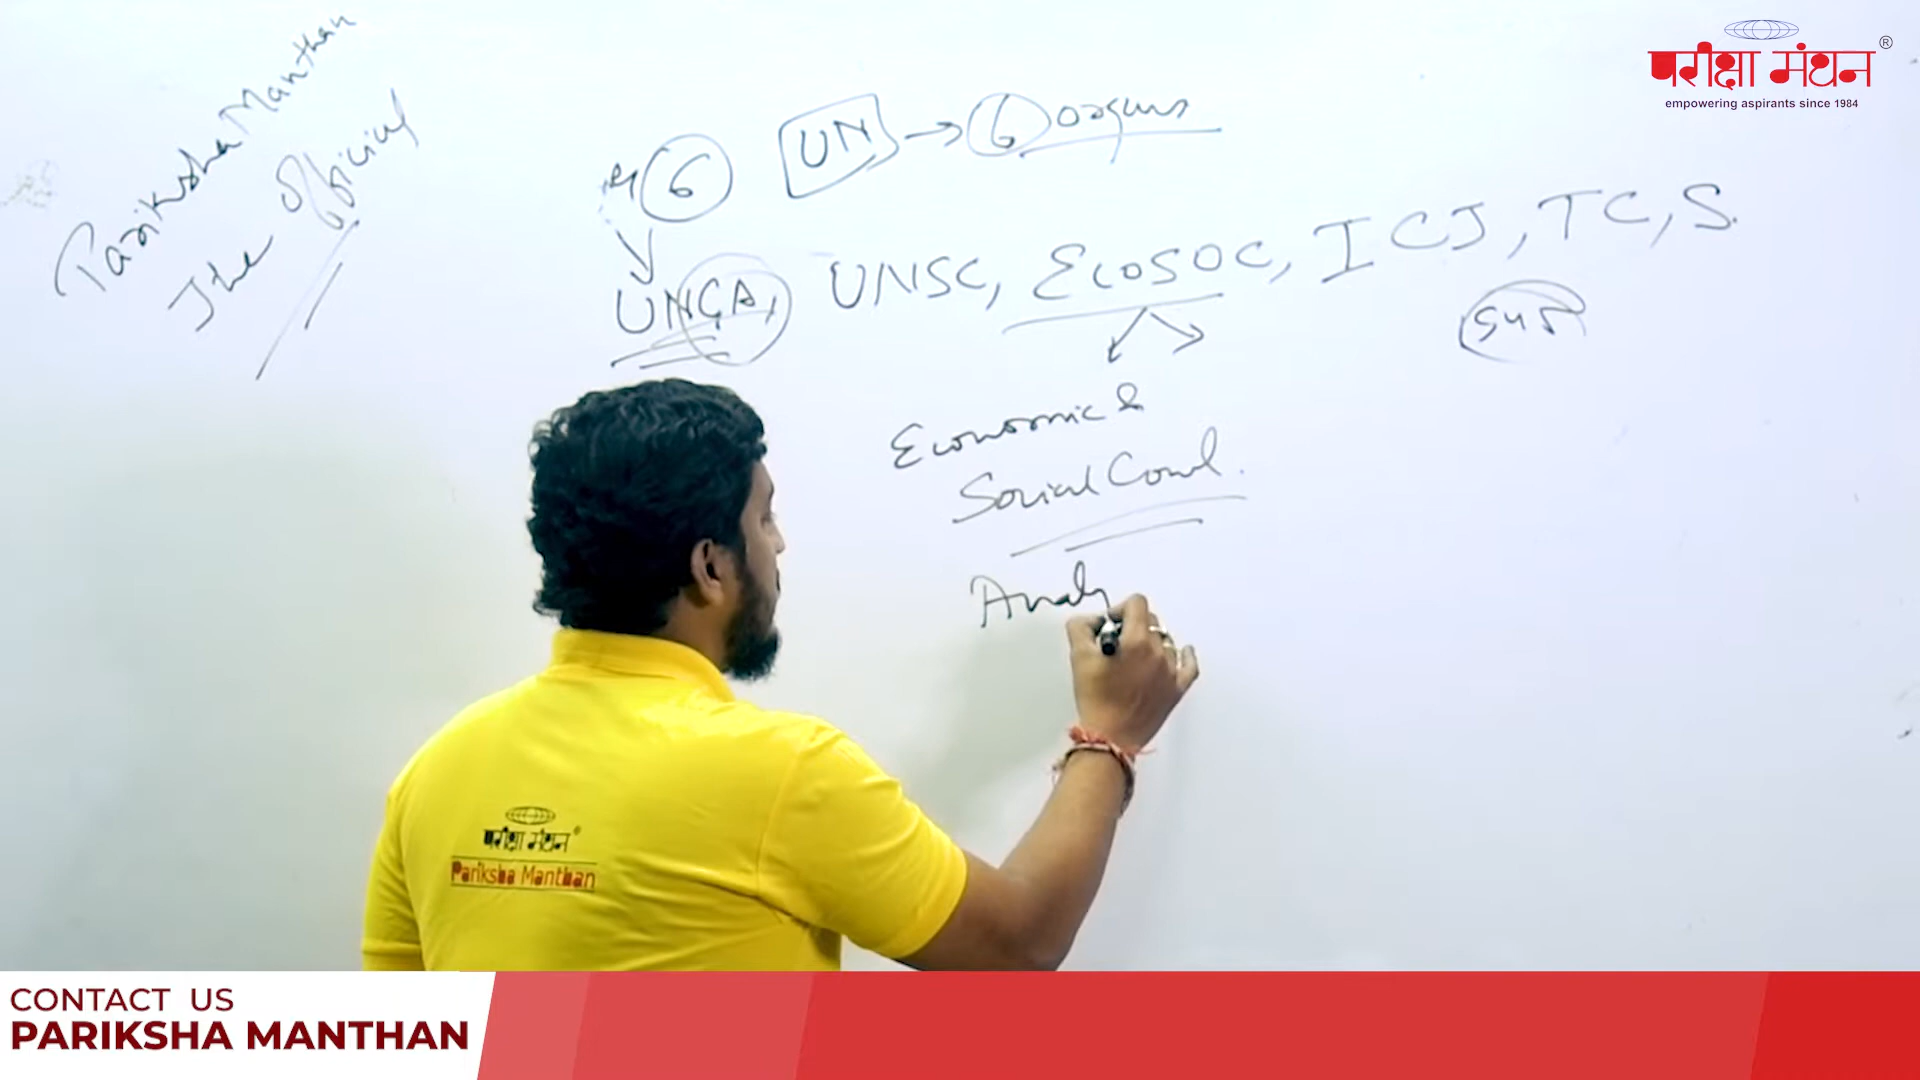 Pariksha Manthan
The Official
6 UN → 6 organs
UNGA, UNSC, ECOSOC, ICJ, TC, S.
Economic &
Social Council.
Analy
परीक्षा मंथन ®
empowering aspirants since 1984
परीक्षा मंथन ®
Pariksha Manthan
CONTACT US
PARIKSHA MANTHAN